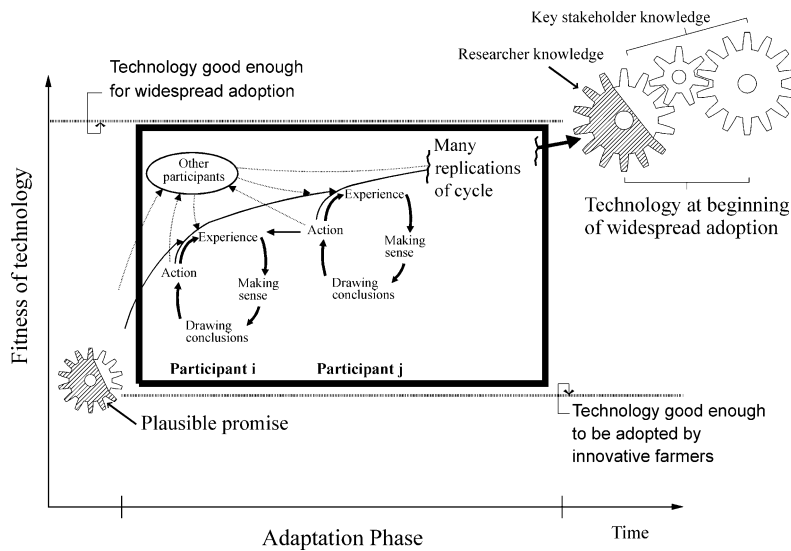 Key stakeholder knowledge
Researcher knowledge
Technology good enough
for widespread adoption
Many
replications
of cycle
Other
participants
Experience
Action
Making
sense
Drawing
conclusions
Experience
Action
Making
sense
Drawing
conclusions
Participant i
Participant j
Technology at beginning
of widespread adoption
Fitness of technology
Plausible promise
Technology good enough
to be adopted by
innovative farmers
Adaptation Phase
Time